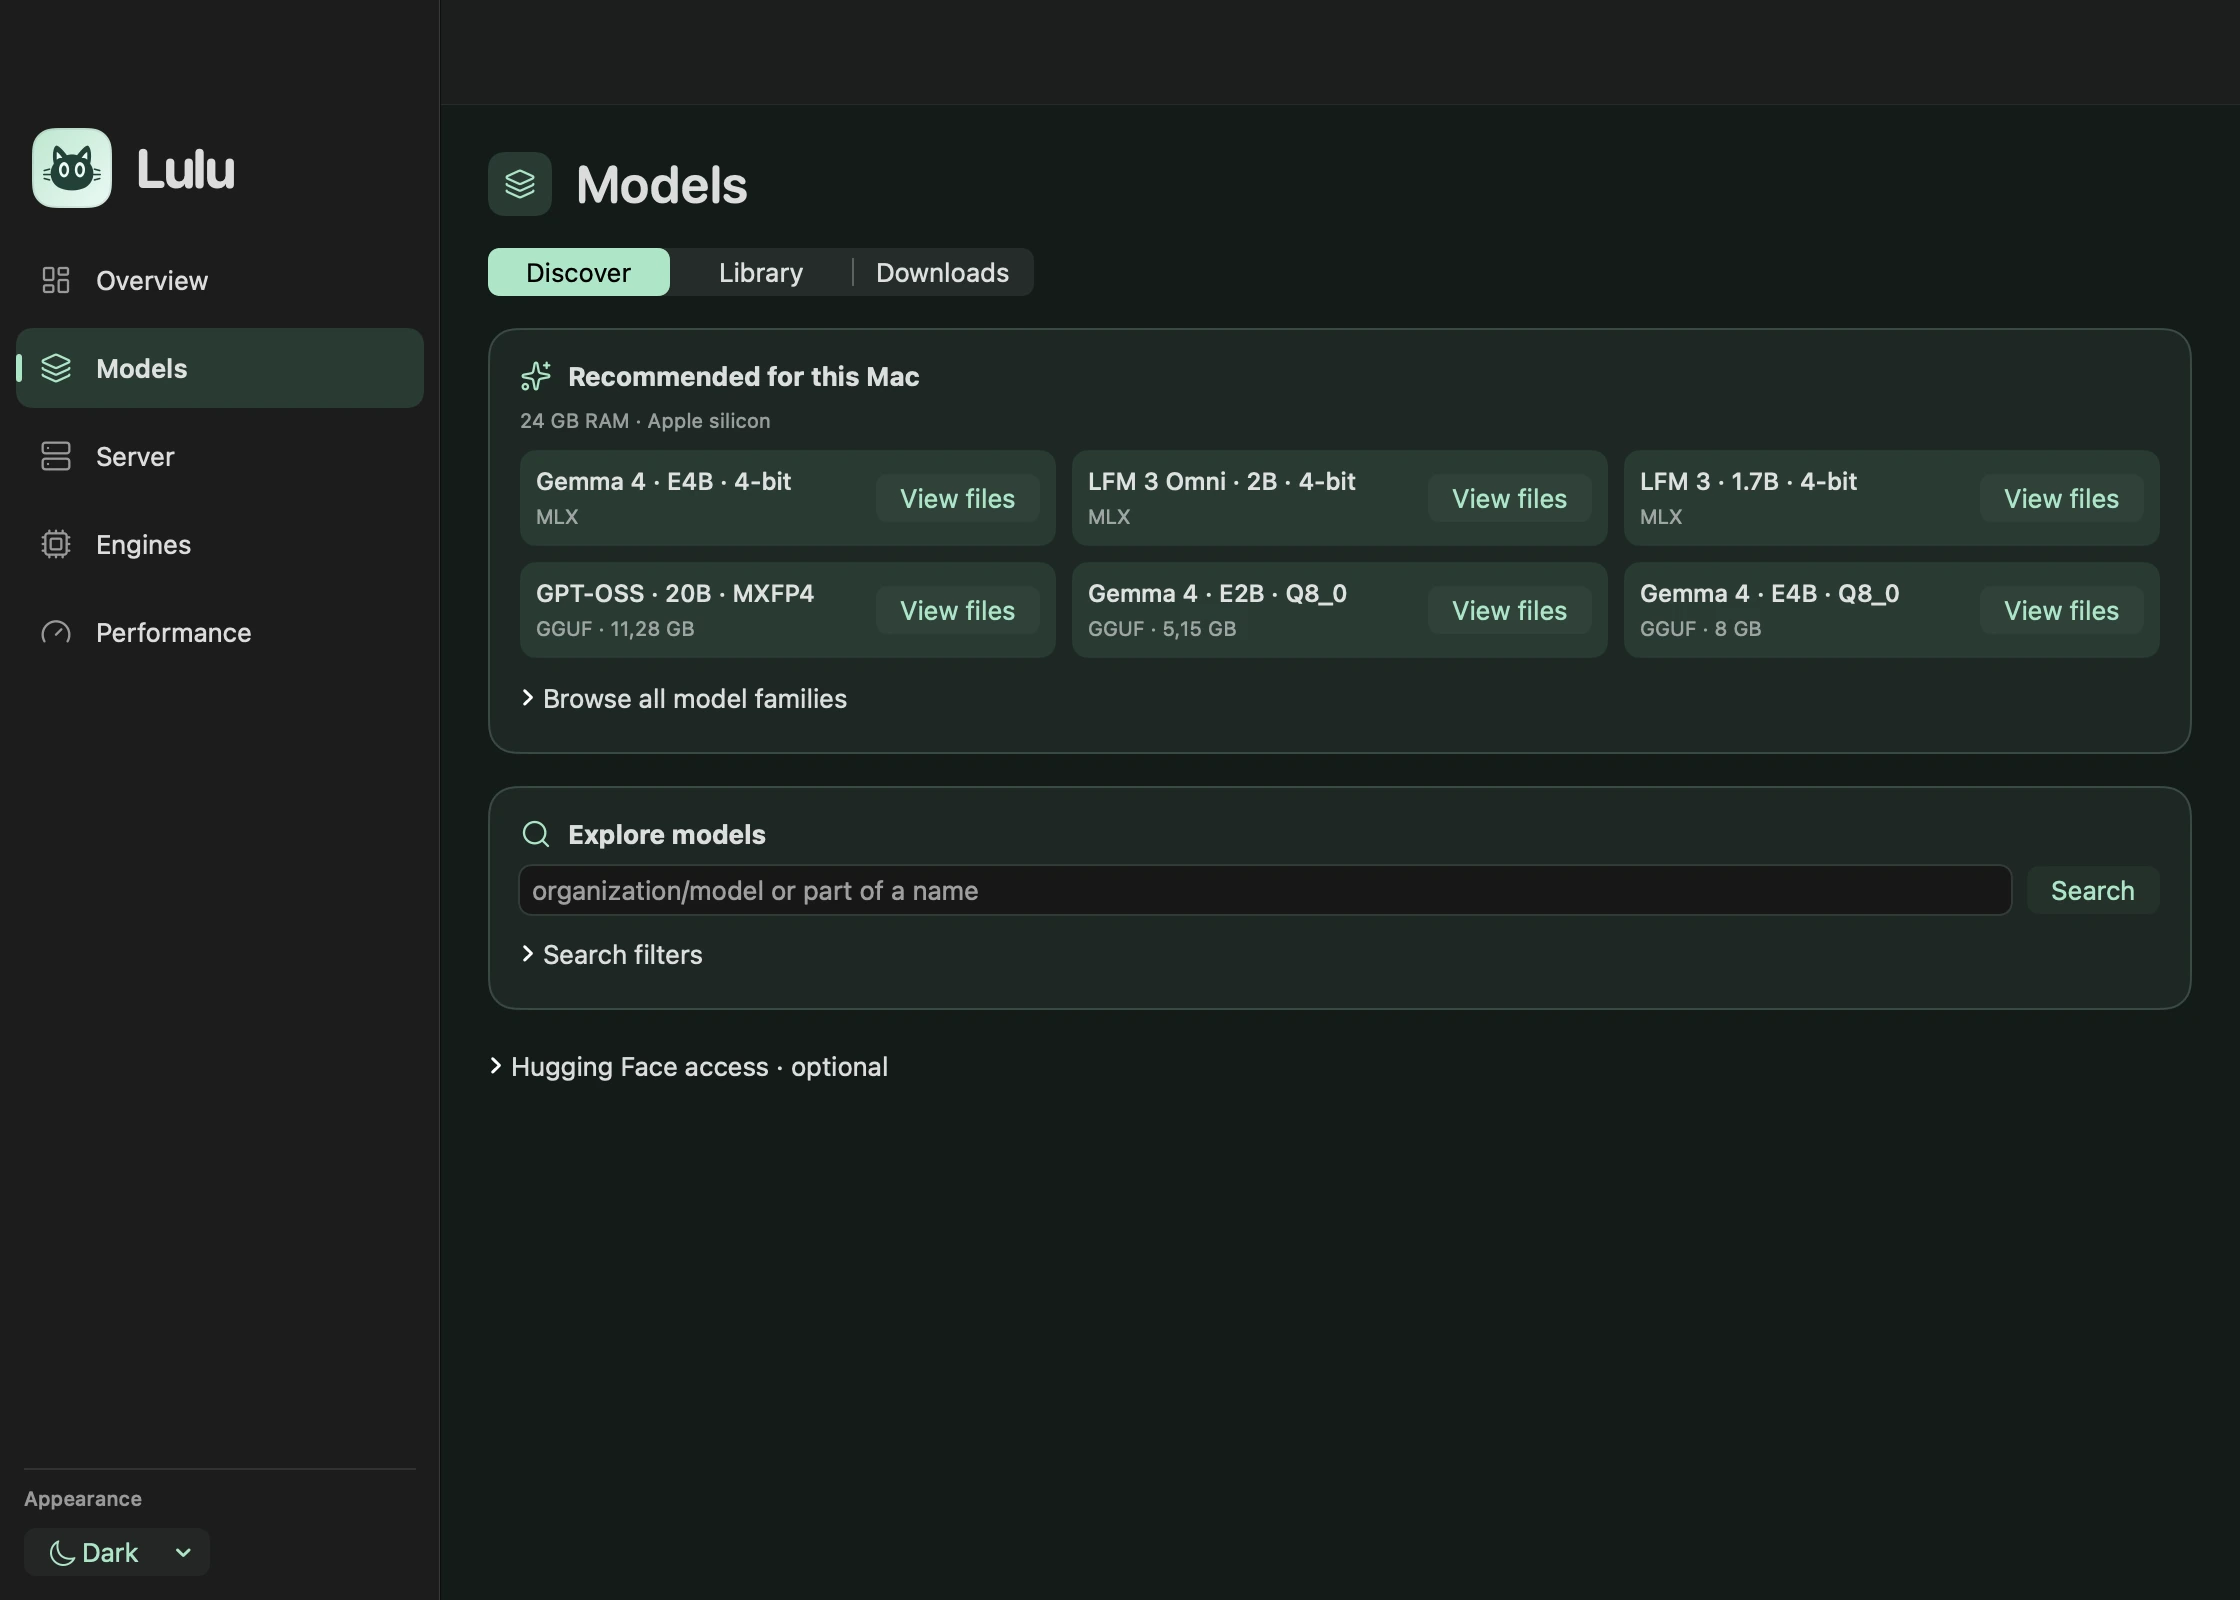 Lulu
Overview
Models
Server
Engines
Performance
Appearance
Dark
Models
Discover
Library
Downloads
Recommended for this Mac
24 GB RAM · Apple silicon
Gemma 4 · E4B · 4-bit
MLX
View files
LFM 3 Omni · 2B · 4-bit
MLX
View files
LFM 3 · 1.7B · 4-bit
MLX
View files
GPT-OSS · 20B · MXFP4
GGUF · 11,28 GB
View files
Gemma 4 · E2B · Q8_0
GGUF · 5,15 GB
View files
Gemma 4 · E4B · Q8_0
GGUF · 8 GB
View files
Browse all model families
Explore models
organization/model or part of a name
Search
Search filters
Hugging Face access · optional